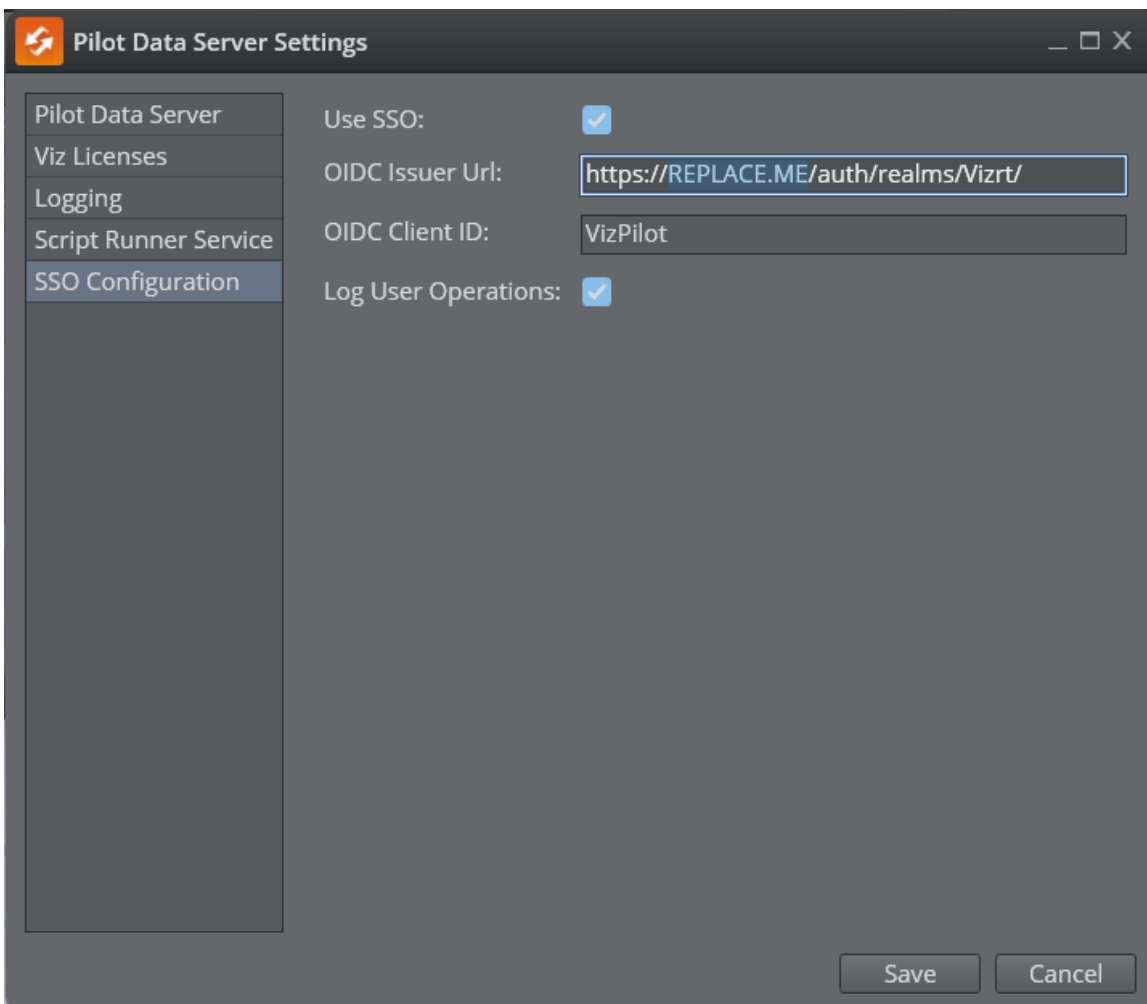 Pilot Data Server Settings
Pilot Data Server
Viz Licenses
Logging
Script Runner Service
SSO Configuration
Use SSO:
OIDC Issuer Url: https://REPLACE.ME/auth/realms/Vizrt/
OIDC Client ID: VizPilot
Log User Operations:
Save Cancel